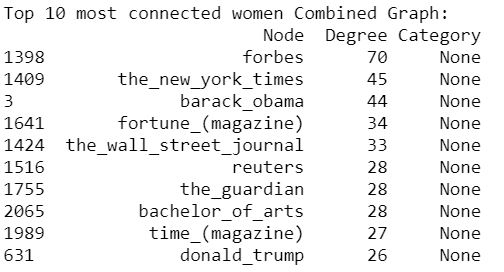 Top 10 most connected women Combined Graph:
Node Degree Category
1398 forbes 70 None
1409 the_new_york_times 45 None
3 barack_obama 44 None
1641 fortune_(magazine) 34 None
1424 the_wall_street_journal 33 None
1516 reuters 28 None
1755 the_guardian 28 None
2065 bachelor_of_arts 28 None
1989 time_(magazine) 27 None
631 donald_trump 26 None